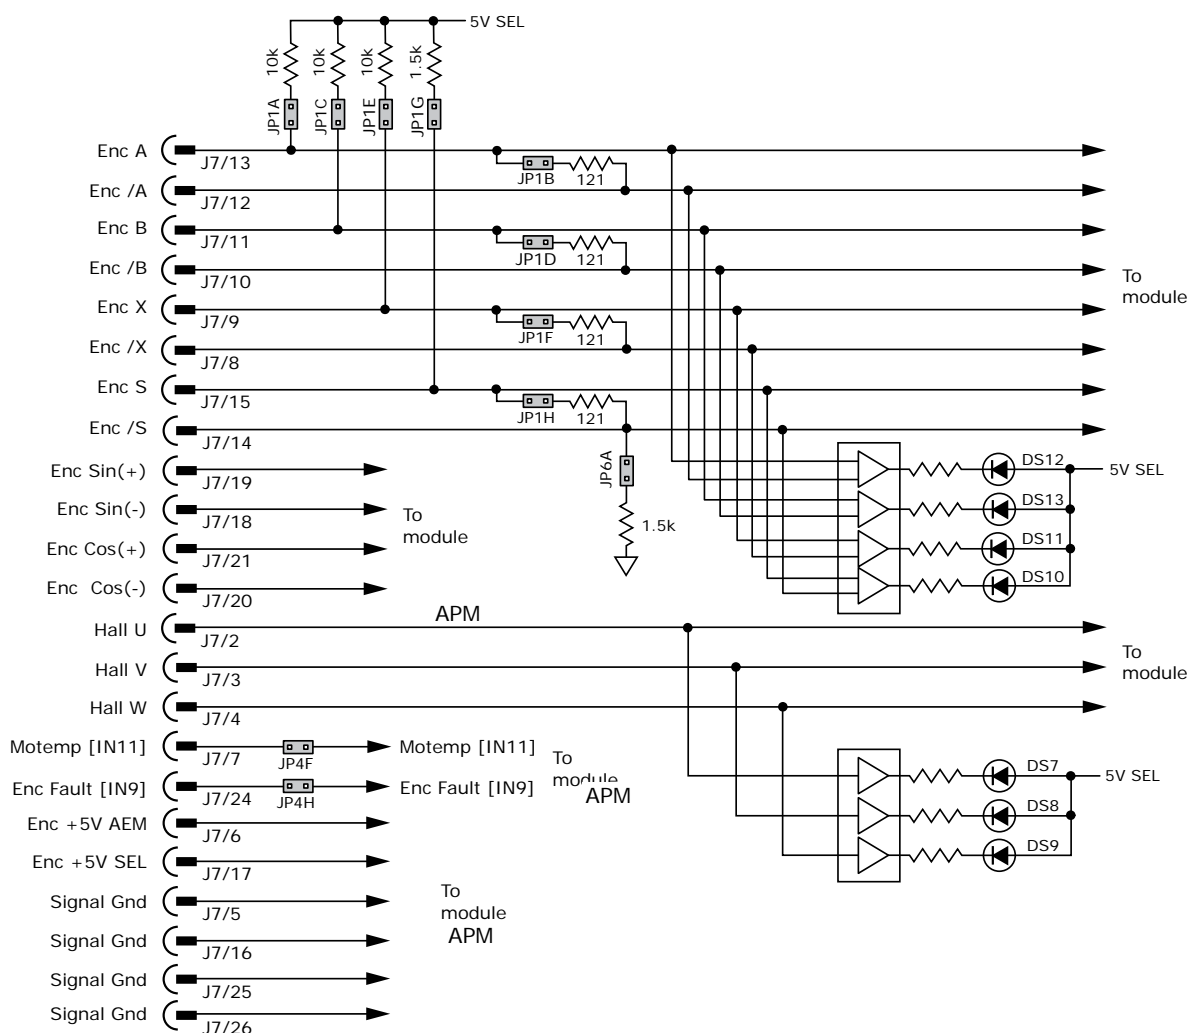 5V SEL
10k
10k
10k
1.5k
JP1A
JP1C
JP1E
JP1G
Enc A
J7/13
JP1B
121
Enc /A
J7/12
Enc B
J7/11
JP1D
121
Enc /B
J7/10
To
module
Enc X
J7/9
JP1F
121
Enc /X
J7/8
Enc S
J7/15
JP1H
121
Enc /S
J7/14
JP6A
1.5k
DS12
5V SEL
DS13
DS11
DS10
Enc Sin(+)
J7/19
Enc Sin(-)
J7/18
To
module
Enc Cos(+)
J7/21
Enc Cos(-)
J7/20
APM
Hall U
J7/2
Hall V
J7/3
To
module
Hall W
J7/4
Motemp [IN11]
J7/7
JP4F
Motemp [IN11]
To
module
APM
Enc Fault [IN9]
J7/24
JP4H
Enc Fault [IN9]
DS7
5V SEL
DS8
DS9
Enc +5V AEM
J7/6
Enc +5V SEL
J7/17
Signal Gnd
J7/5
To
module
APM
Signal Gnd
J7/16
Signal Gnd
J7/25
Signal Gnd
J7/26